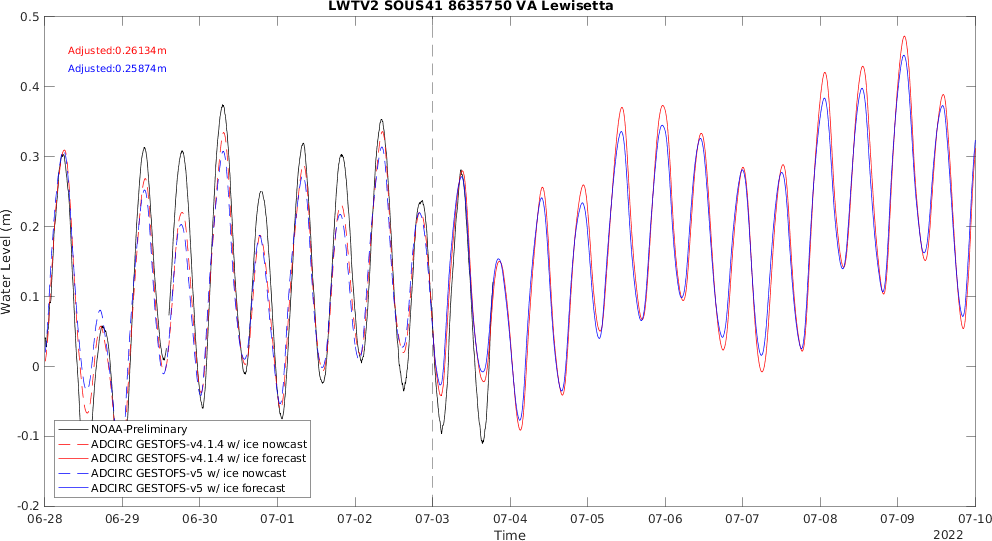 LWTV2 SOUS41 8635750 VA Lewisetta
0.5
Adjusted:0.26134m
Adjusted:0.25874m
0.4
0.3
0.2
0.1
0
-0.1
-0.2
Water Level (m)
NOAA-Preliminary
ADCIRC GESTOFS-v4.1.4 w/ ice nowcast
ADCIRC GESTOFS-v4.1.4 w/ ice forecast
ADCIRC GESTOFS-v5 w/ ice nowcast
ADCIRC GESTOFS-v5 w/ ice forecast
06-28 06-29 06-30 07-01 07-02 07-03 07-04 07-05 07-06 07-07 07-08 07-09 07-10
Time
2022